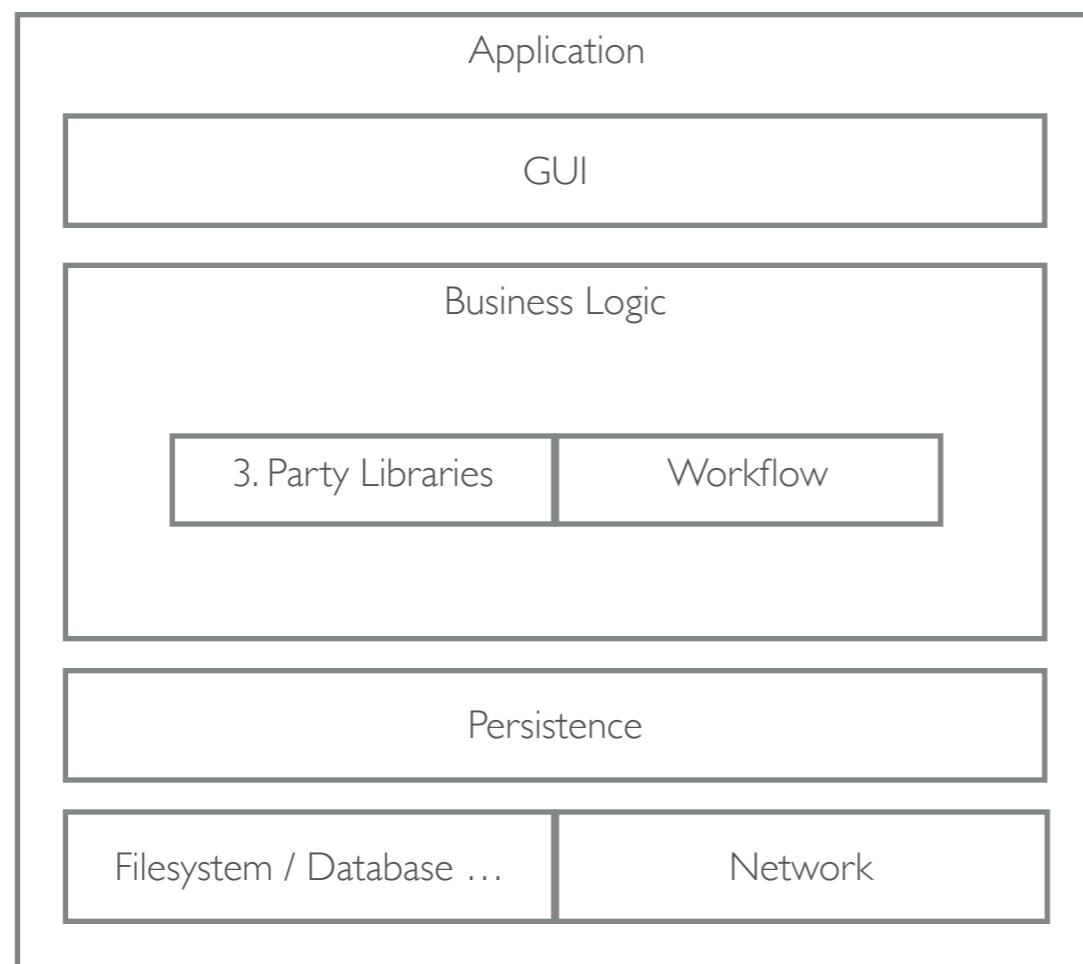 Application
GUI
Business Logic
3. Party Libraries
Workflow
Persistence
Filesystem / Database …
Network